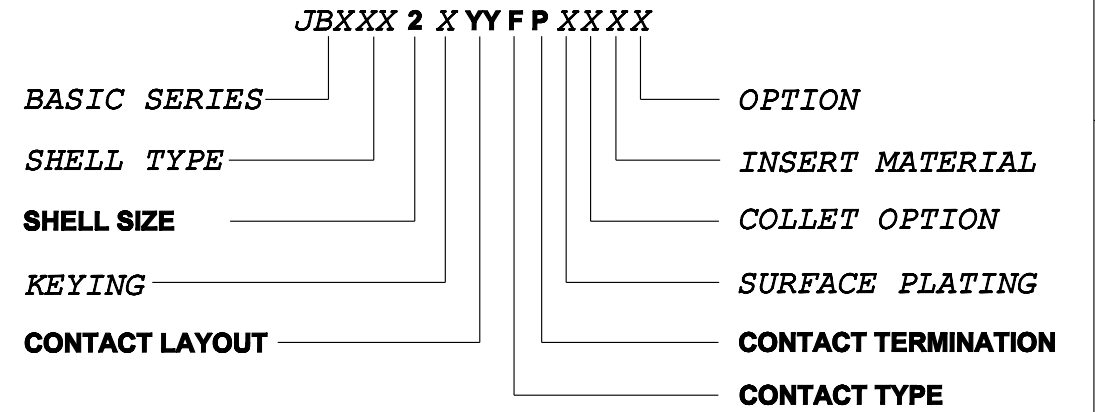 JBXXX 2 X YY F P XXXX
BASIC SERIES
OPTION
SHELL TYPE
INSERT MATERIAL
SHELL SIZE
COLLET OPTION
KEYING
SURFACE PLATING
CONTACT LAYOUT
CONTACT TERMINATION
CONTACT TYPE